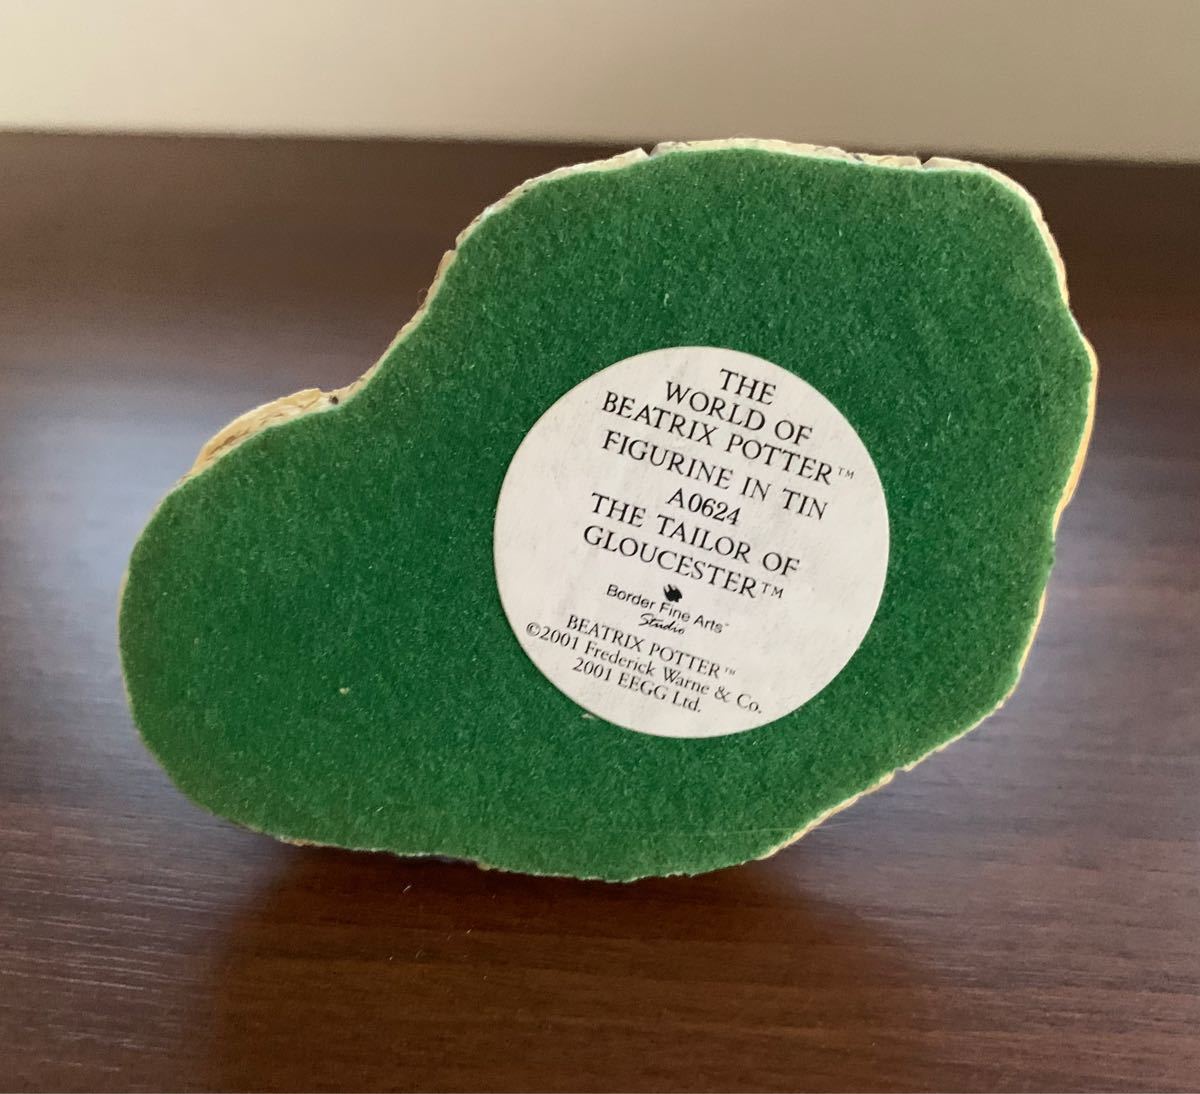 THE
WORLD OF
BEATRIX POTTER™
FIGURINE IN TIN
A0624
THE TAILOR OF
GLOUCESTER™
Border Fine Arts™
Studio
BEATRIX POTTER™
©2001 Frederick Warne & Co.
2001 EEGG Ltd.